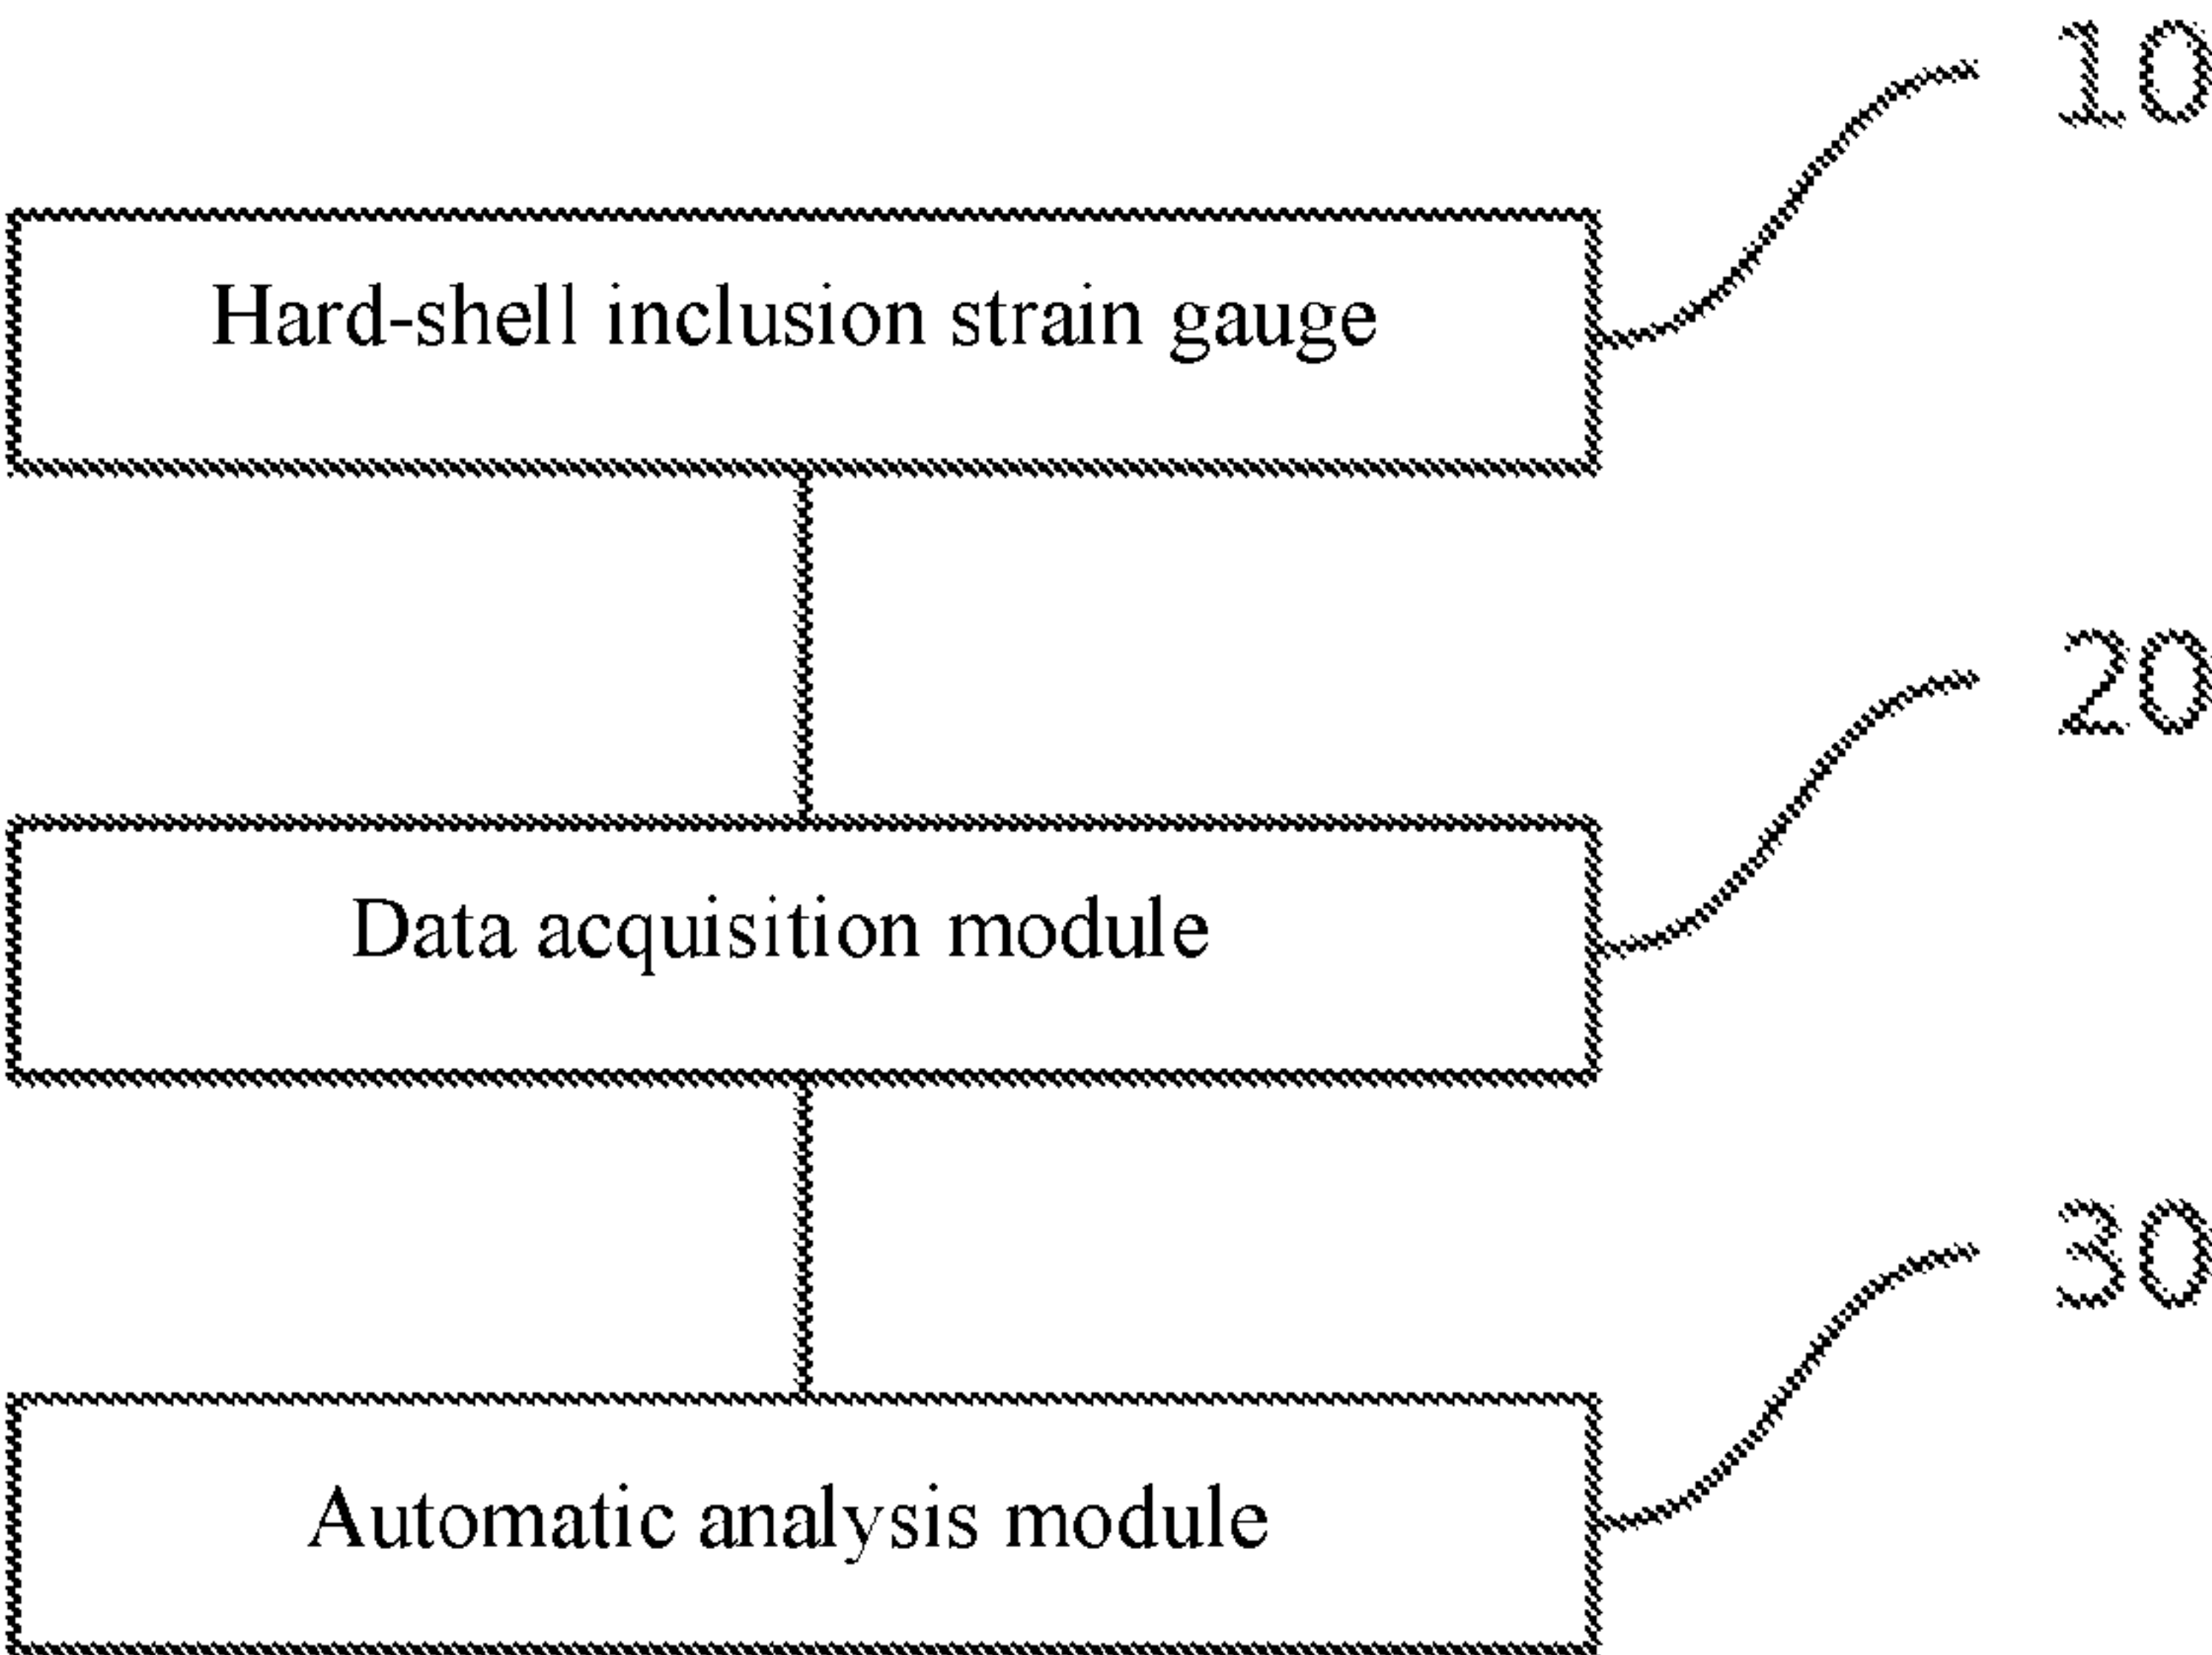 10
Hard-shell inclusion strain gauge
20
Data acquisition module
30
Automatic analysis module